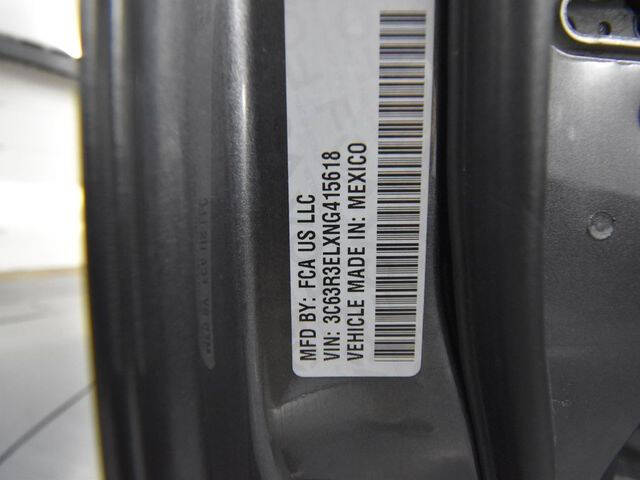 MFD BY: FCA US LLC
VIN: 3C63R3ELXNG415618
VEHICLE MADE IN: MEXICO